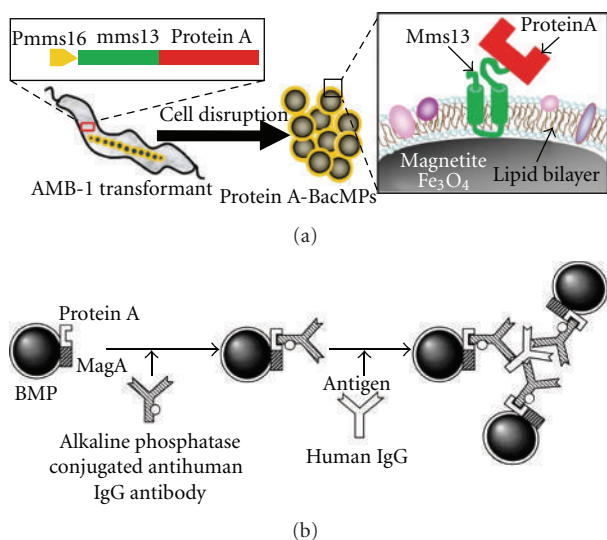 Pmms16 mms13 Protein A
AMB-1 transformant
Cell disruption
Protein A-BacMPs
Mms13
ProteinA
Magnetite
Fe₃O₄
Lipid bilayer
(a)
Protein A
MagA
BMP
Alkaline phosphatase
conjugated antihuman
IgG antibody
Antigen
Human IgG
(b)